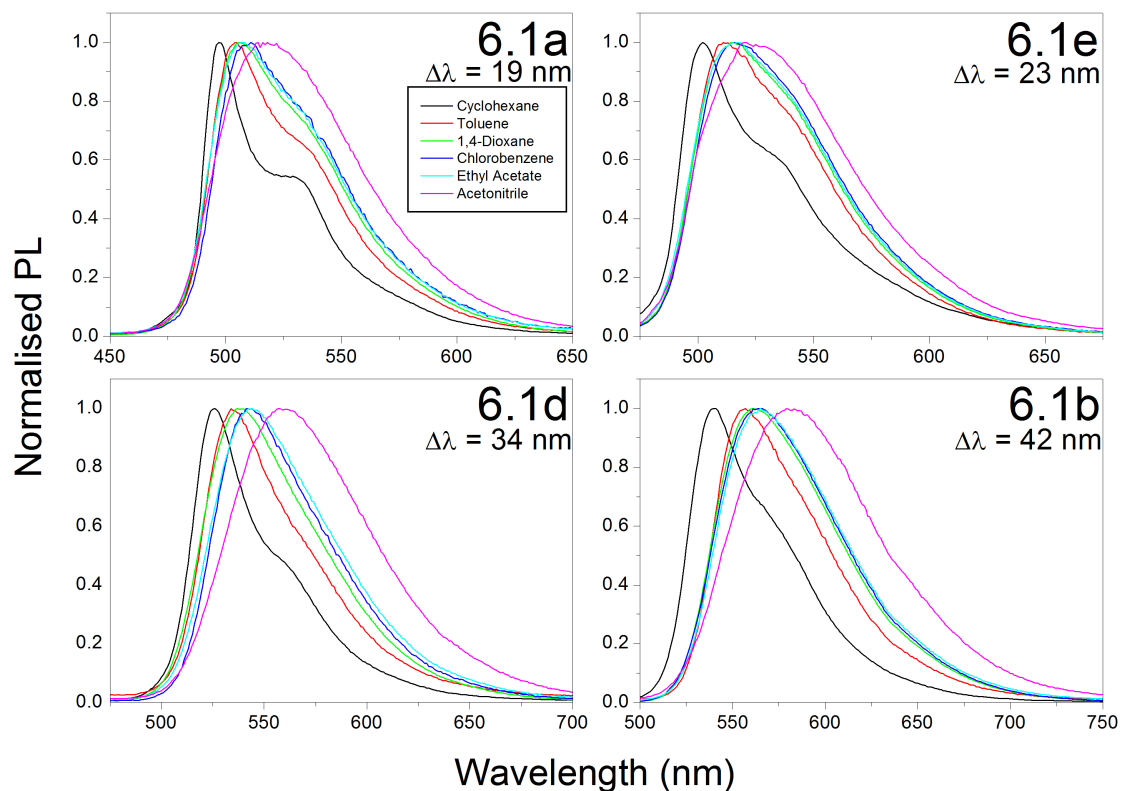 Normalised PL
6.1a
Δλ = 19 nm
Cyclohexane
Toluene
1,4-Dioxane
Chlorobenzene
Ethyl Acetate
Acetonitrile
1.0
0.8
0.6
0.4
0.2
0.0
450 500 550 600 650
6.1e
Δλ = 23 nm
1.0
0.8
0.6
0.4
0.2
0.0
500 550 600 650
6.1d
Δλ = 34 nm
1.0
0.8
0.6
0.4
0.2
0.0
500 550 600 650 700
6.1b
Δλ = 42 nm
1.0
0.8
0.6
0.4
0.2
0.0
500 550 600 650 700 750
Wavelength (nm)